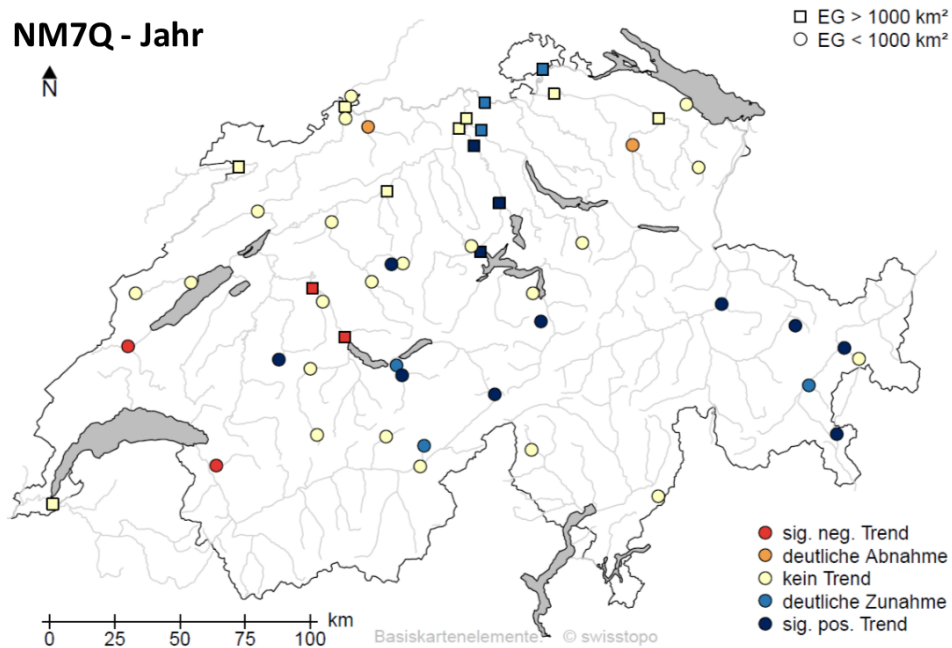 NM7Q - Jahr
□ EG > 1000 km²
○ EG < 1000 km²
N
sig. neg. Trend
deutliche Abnahme
kein Trend
deutliche Zunahme
sig. pos. Trend
km
0 25 50 75 100
Basiskartenelemente: © swisstopo